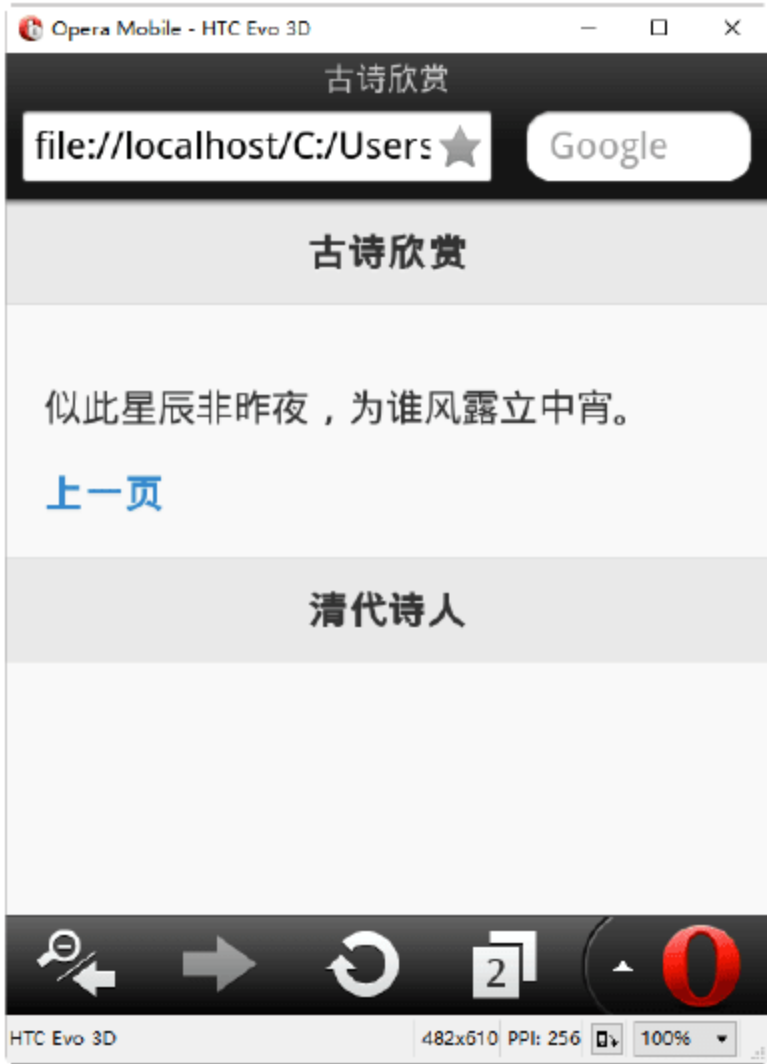 Opera Mobile - HTC Evo 3D
古诗欣赏
file://localhost/C:/Users
Google
古诗欣赏
似此星辰非昨夜，为谁风露立中宵。
上一页
清代诗人
2
HTC Evo 3D
482x610 PPI: 256 100%